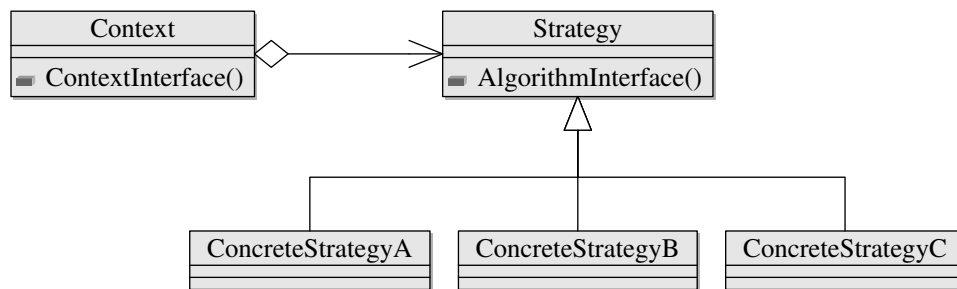 Context
Strategy
ContextInterface()
AlgorithmInterface()
ConcreteStrategyA
ConcreteStrategyB
ConcreteStrategyC